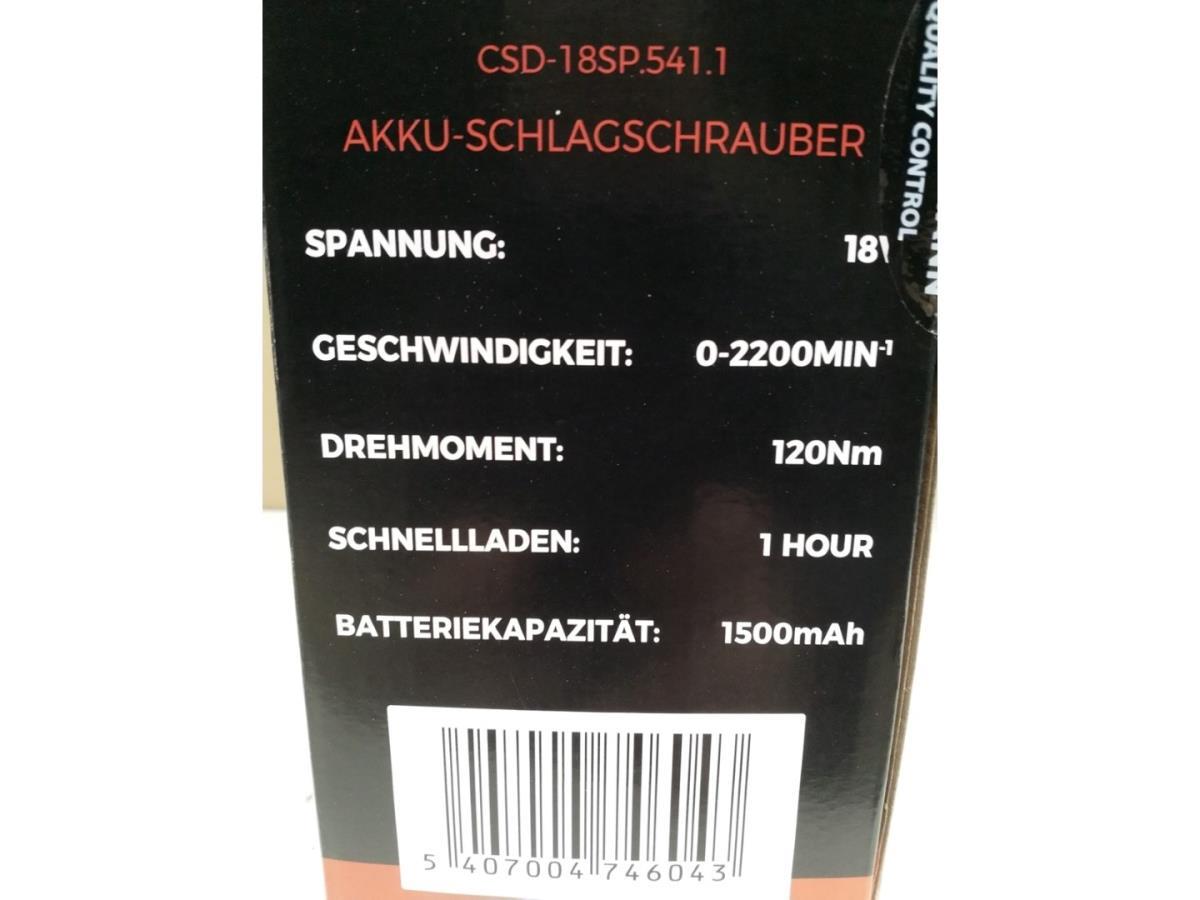 CSD-18SP.541.1
AKKU-SCHLAGSCHRAUBER
SPANNUNG: 18V
GESCHWINDIGKEIT: 0-2200MIN⁻¹
DREHMOMENT: 120Nm
SCHNELLLADEN: 1 HOUR
BATTERIEKAPAZITÄT: 1500mAh
QUALITY CONTROL
5 407004 746043